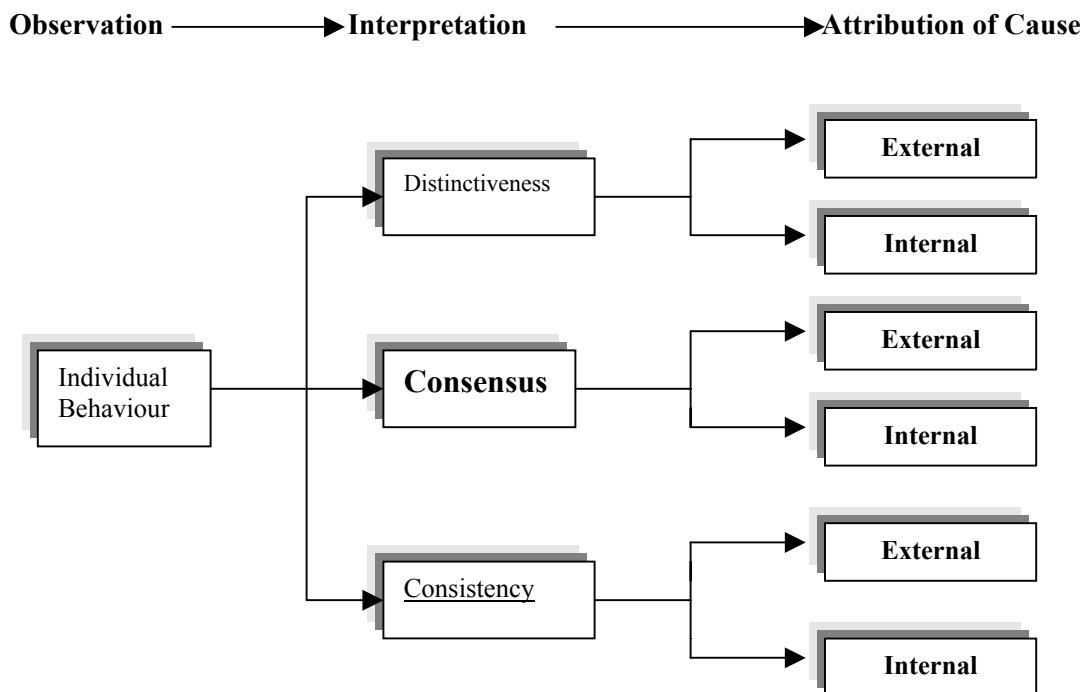 Observation Interpretation Attribution of Cause
External
Distinctiveness
Internal
External
Individual
Behaviour
Consensus
Internal
External
Consistency
Internal